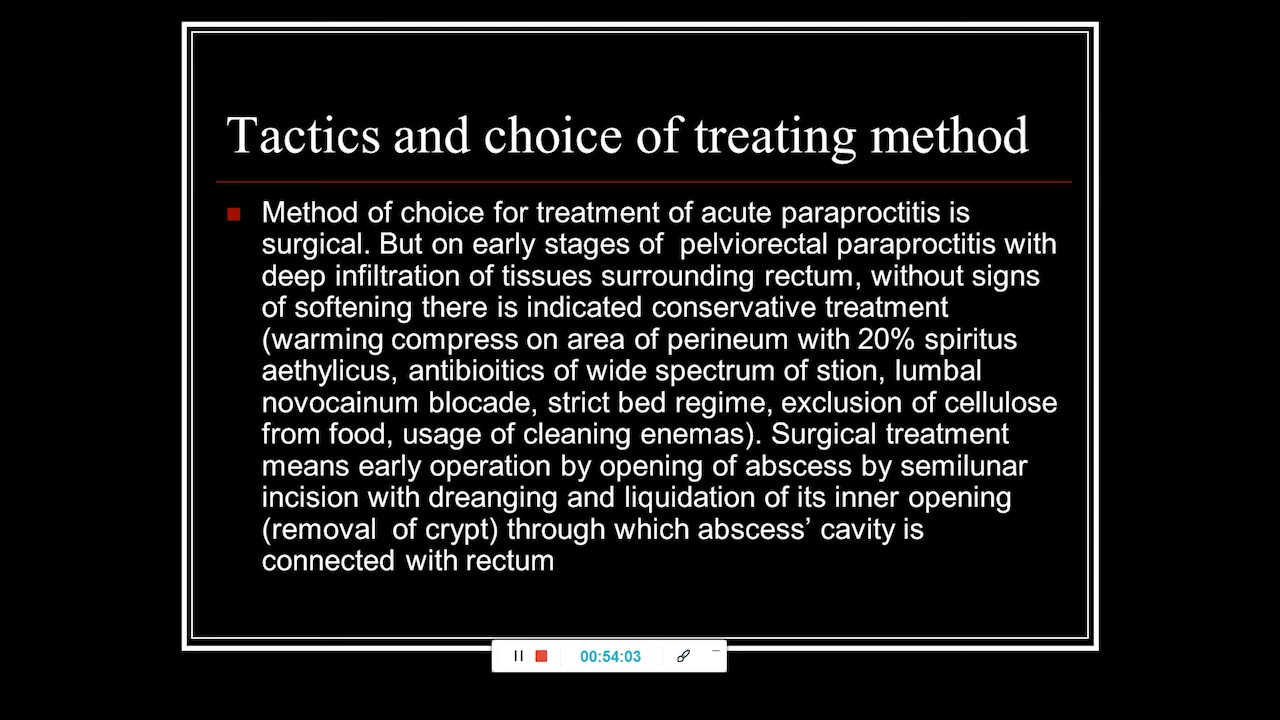 Tactics and choice of treating method
Method of choice for treatment of acute paraproctitis is
surgical. But on early stages of pelviorectal paraproctitis with
deep infiltration of tissues surrounding rectum, without signs
of softening there is indicated conservative treatment
(warming compress on area of perineum with 20% spiritus
aethylicus, antibioitics of wide spectrum of stion, lumbal
novocainum blocade, strict bed regime, exclusion of cellulose
from food, usage of cleaning enemas). Surgical treatment
means early operation by opening of abscess by semilunar
incision with dreanging and liquidation of its inner opening
(removal of crypt) through which abscess’ cavity is
connected with rectum
00:54:03